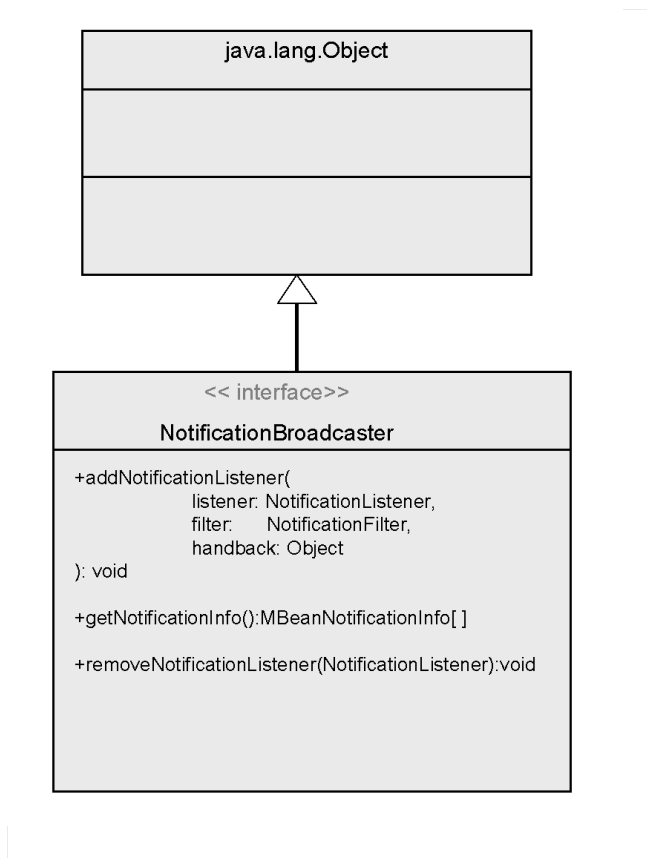 java.lang.Object
<< interface>>
NotificationBroadcaster
+addNotificationListener(
listener: NotificationListener,
filter: NotificationFilter,
handback: Object
): void
+getNotificationInfo():MBeanNotificationInfo[ ]
+removeNotificationListener(NotificationListener):void